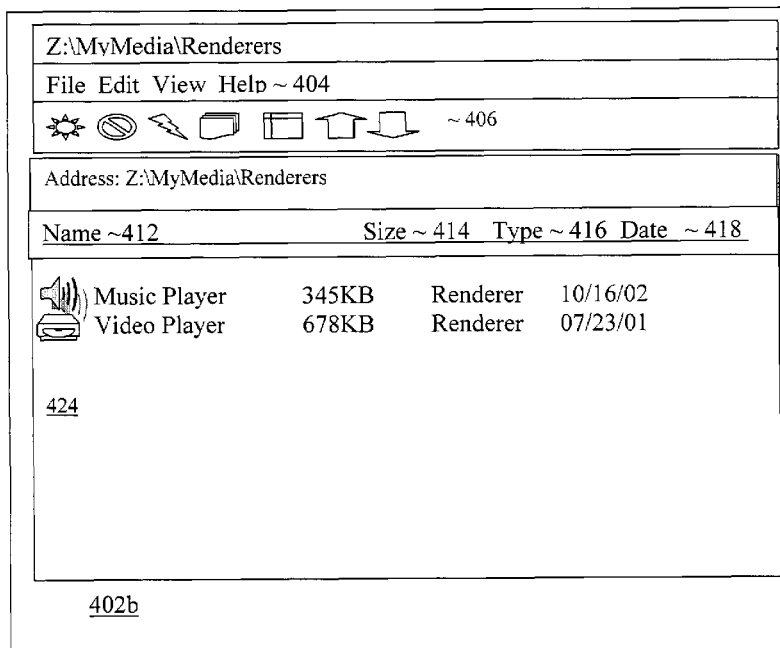 Z:\MyMedia\Renderers
File Edit View Help ~ 404
~ 406
Address: Z:\MyMedia\Renderers
Name ~412 Size ~ 414 Type ~ 416 Date ~ 418
Music Player 345KB Renderer 10/16/02
Video Player 678KB Renderer 07/23/01
424
402b